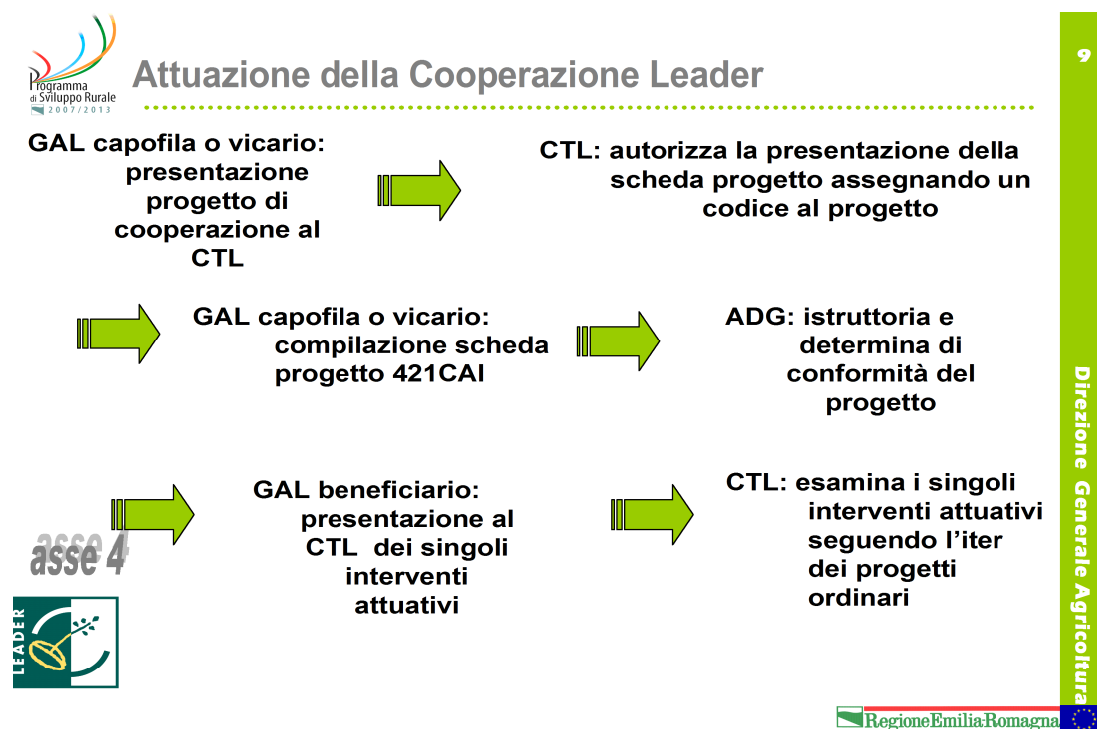 Programma
di Sviluppo Rurale
2007/2013
Attuazione della Cooperazione Leader
9
GAL capofila o vicario:
presentazione
progetto di
cooperazione al
CTL
CTL: autorizza la presentazione della
scheda progetto assegnando un
codice al progetto
GAL capofila o vicario:
compilazione scheda
progetto 421CAI
ADG: istruttoria e
determina di
conformità del
progetto
GAL beneficiario:
presentazione al
CTL dei singoli
interventi
attuativi
CTL: esamina i singoli
interventi attuativi
seguendo l’iter
dei progetti
ordinari
asse 4
LEADER
Direzione Generale Agricoltura
RegioneEmilia-Romagna